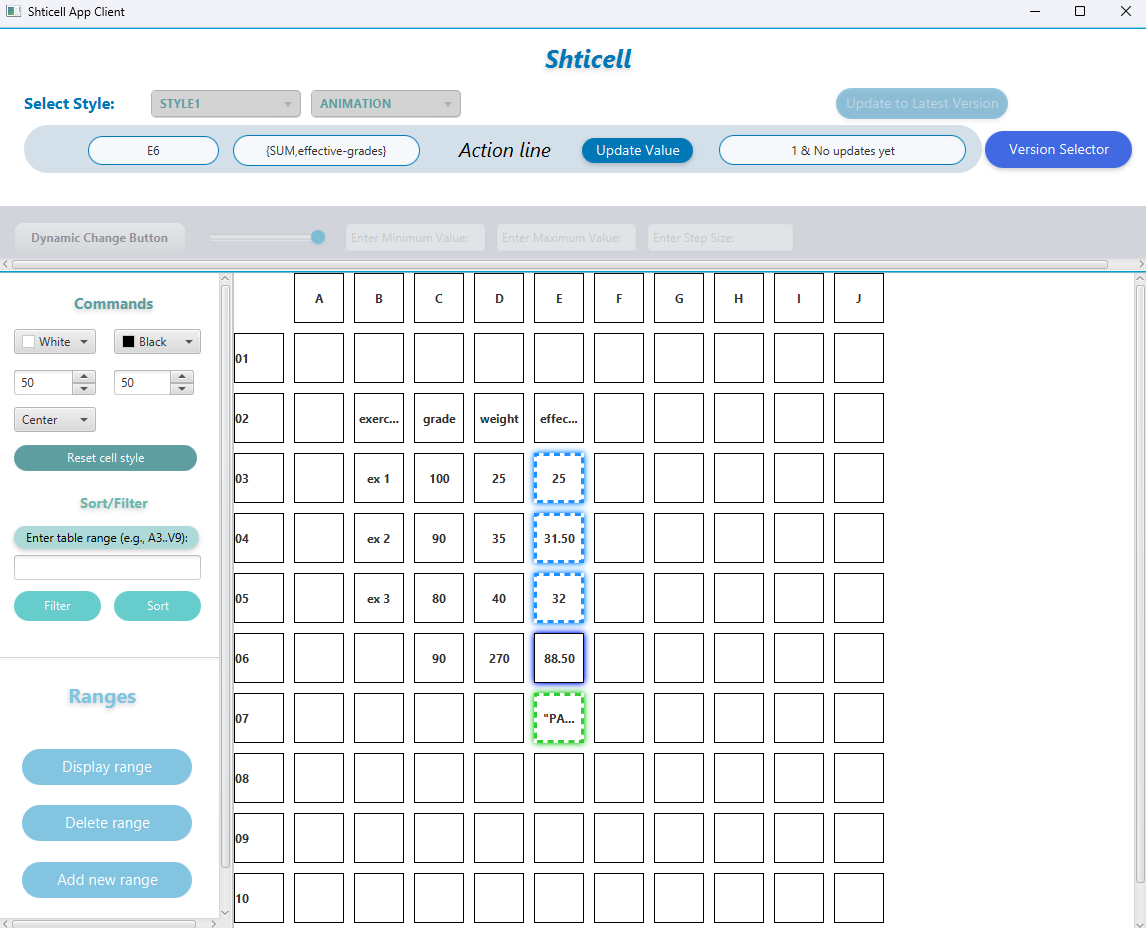 Shticell App Client
Shticell
Select Style: STYLE1 ANIMATION Update to Latest Version
E6 {SUM,effective-grades} Action line Update Value 1 & No updates yet Version Selector
Dynamic Change Button Enter Minimum Value: Enter Maximum Value: Enter Step Size:
Commands
White Black
50 50
Center
Reset cell style
Sort/Filter
Enter table range (e.g., A3..V9):
Filter Sort
Ranges
Display range
Delete range
Add new range
A B C D E F G H I J
01
02 exerc... grade weight effec...
03 ex 1 100 25 25
04 ex 2 90 35 31.50
05 ex 3 80 40 32
06 90 270 88.50
07 "PA...
08
09
10